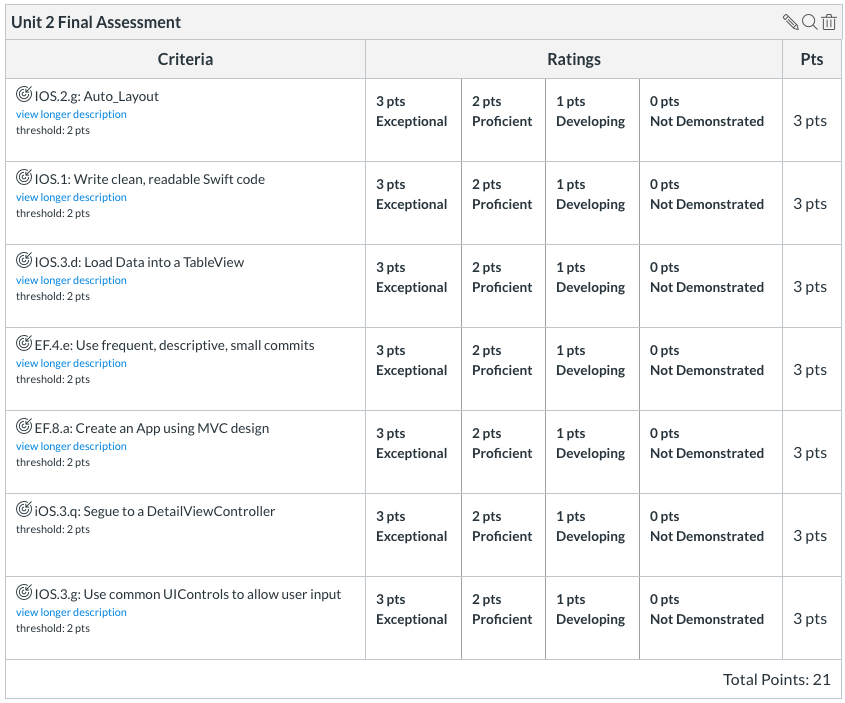 Unit 2 Final Assessment
Criteria Ratings Pts
IOS.2.g: Auto_Layout
view longer description
threshold: 2 pts
3 pts
Exceptional
2 pts
Proficient
1 pts
Developing
0 pts
Not Demonstrated
3 pts
IOS.1: Write clean, readable Swift code
view longer description
threshold: 2 pts
3 pts
Exceptional
2 pts
Proficient
1 pts
Developing
0 pts
Not Demonstrated
3 pts
IOS.3.d: Load Data into a TableView
view longer description
threshold: 2 pts
3 pts
Exceptional
2 pts
Proficient
1 pts
Developing
0 pts
Not Demonstrated
3 pts
EF.4.e: Use frequent, descriptive, small commits
view longer description
threshold: 2 pts
3 pts
Exceptional
2 pts
Proficient
1 pts
Developing
0 pts
Not Demonstrated
3 pts
EF.8.a: Create an App using MVC design
view longer description
threshold: 2 pts
3 pts
Exceptional
2 pts
Proficient
1 pts
Developing
0 pts
Not Demonstrated
3 pts
iOS.3.q: Segue to a DetailViewController
threshold: 2 pts
3 pts
Exceptional
2 pts
Proficient
1 pts
Developing
0 pts
Not Demonstrated
3 pts
IOS.3.g: Use common UIControls to allow user input
view longer description
threshold: 2 pts
3 pts
Exceptional
2 pts
Proficient
1 pts
Developing
0 pts
Not Demonstrated
3 pts
Total Points: 21